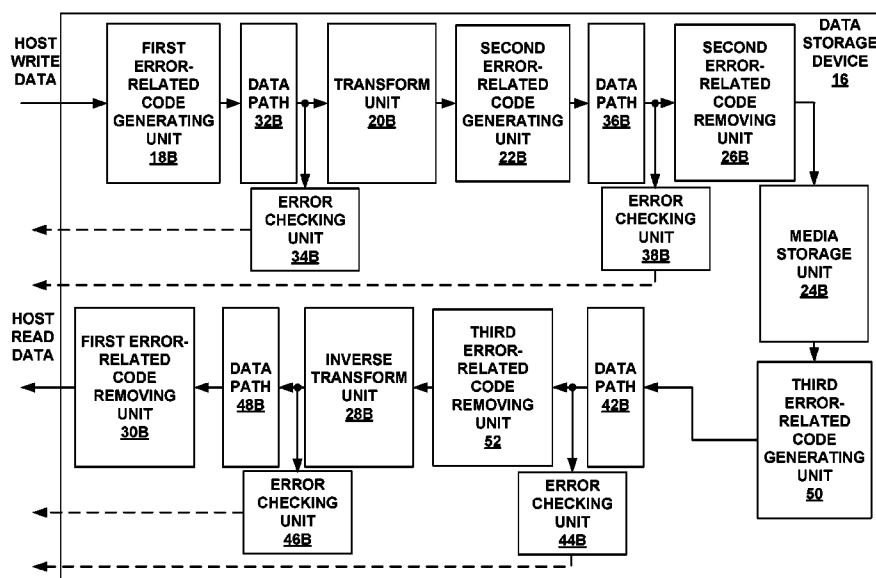 HOST
WRITE
DATA
FIRST
ERROR-
RELATED
CODE
GENERATING
UNIT
18B
DATA
PATH
32B
TRANSFORM
UNIT
20B
SECOND
ERROR-
RELATED
CODE
GENERATING
UNIT
22B
DATA
PATH
36B
SECOND
ERROR-
RELATED
CODE
REMOVING
UNIT
26B
DATA
STORAGE
DEVICE
16
ERROR
CHECKING
UNIT
34B
ERROR
CHECKING
UNIT
38B
MEDIA
STORAGE
UNIT
24B
HOST
READ
DATA
FIRST ERROR-
RELATED
CODE
REMOVING
UNIT
30B
DATA
PATH
48B
INVERSE
TRANSFORM
UNIT
28B
THIRD
ERROR-
RELATED
CODE
REMOVING
UNIT
52
DATA
PATH
42B
THIRD
ERROR-
RELATED
CODE
GENERATING
UNIT
50
ERROR
CHECKING
UNIT
46B
ERROR
CHECKING
UNIT
44B